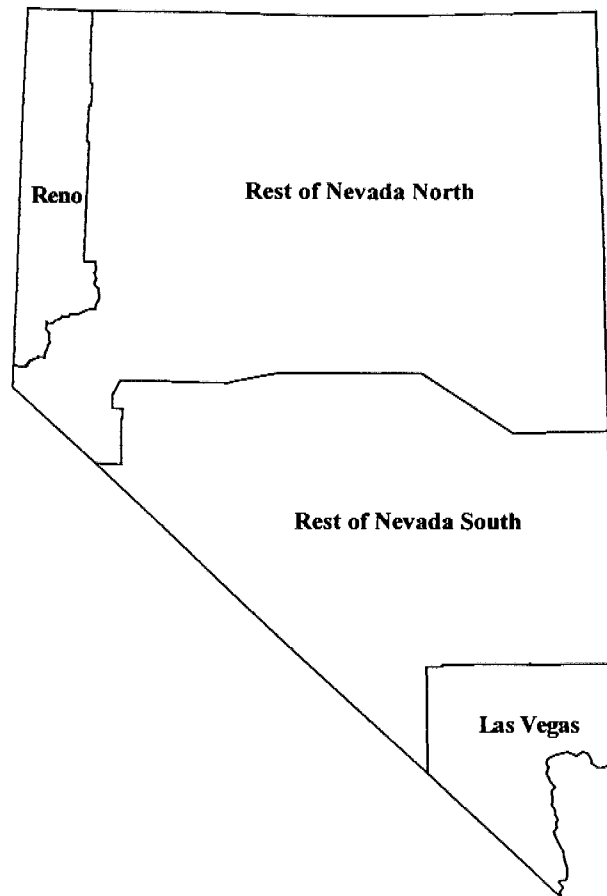 Reno
Rest of Nevada North
Rest of Nevada South
Las Vegas